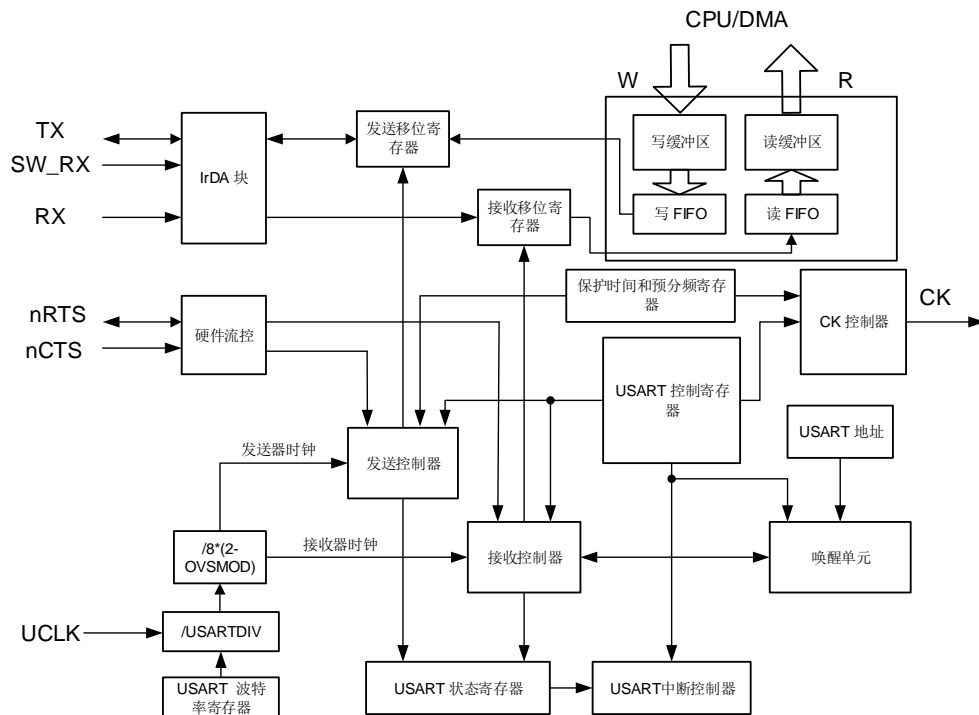 CPU/DMA
W
R
TX
SW_RX
RX
IrDA 块
发送移位寄
存器
接收移位寄
存器
写缓冲区
读缓冲区
写 FIFO
读 FIFO
保护时间和预分频寄存
器
CK 控制器
CK
nRTS
nCTS
硬件流控
USART 控制寄存
器
USART 地址
发送器时钟
发送控制器
/8*(2-
OVSMOD)
接收器时钟
接收控制器
唤醒单元
UCLK
/USARTDIV
USART 波特
率寄存器
USART 状态寄存器
USART中断控制器